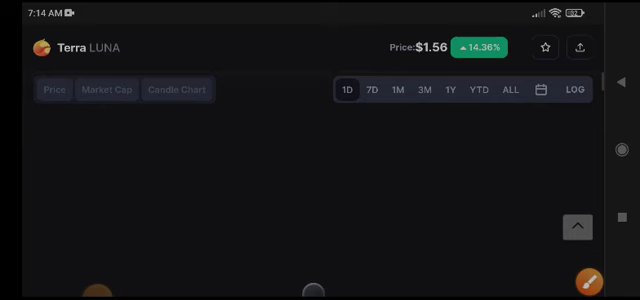 7:14 AM
Terra LUNA
Price:$1.56
14.36%
Price Market Cap Candle Chart
1D 7D 1M 3M 1Y YTD ALL LOG